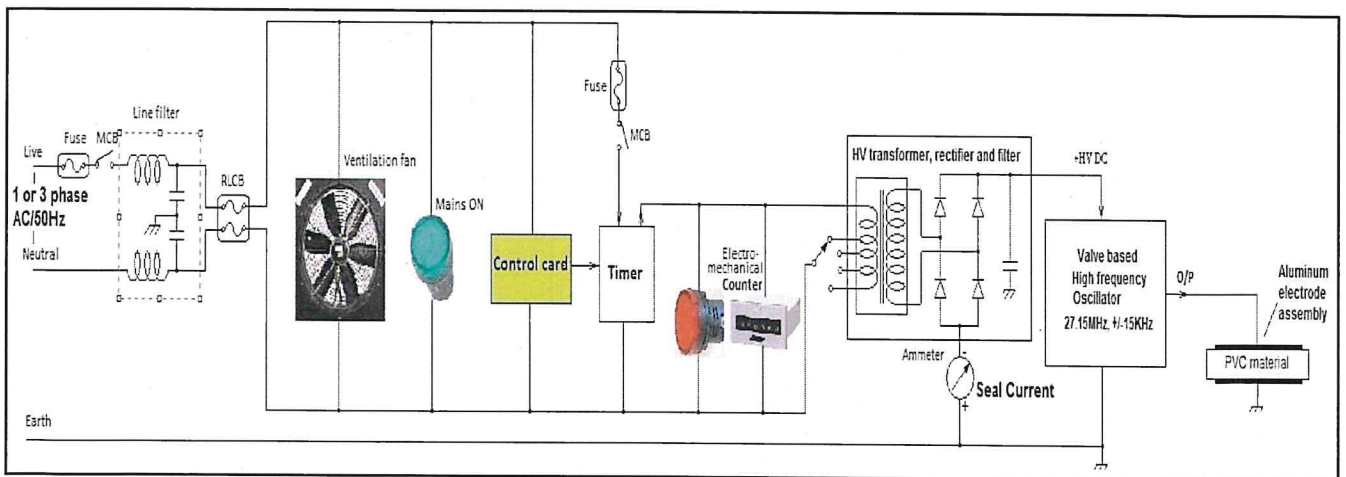 Line filter
Fuse
MCB
Live
1 or 3 phase
AC/50Hz
Neutral
RLCB
Ventilation fan
Mains ON
Control card
Fuse
MCB
Timer
Electro-
mechanical
Counter
HV transformer, rectifier and filter
Ammeter
-
+
Seal Current
+HV DC
Valve based
High frequency
Oscillator
27.15MHz, +/-15KHz
O/P
Aluminum
electrode
assembly
PVC material
Earth